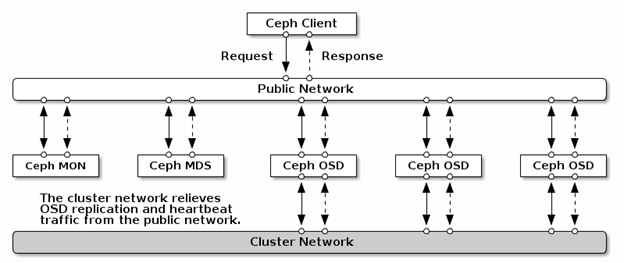 Ceph Client
Request
Response
Public Network
Ceph MON
Ceph MDS
Ceph OSD
Ceph OSD
Ceph OSD
The cluster network relieves
OSD replication and heartbeat
traffic from the public network.
Cluster Network